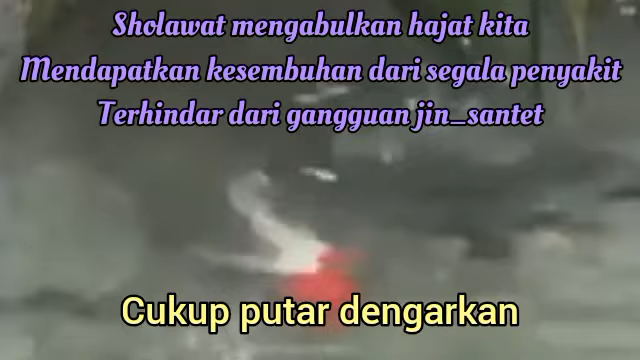 Sholawat mengabulkan hajat kita
Mendapatkan kesembuhan dari segala penyakit
Terhindar dari gangguan jin_santet
Cukup putar dengarkan